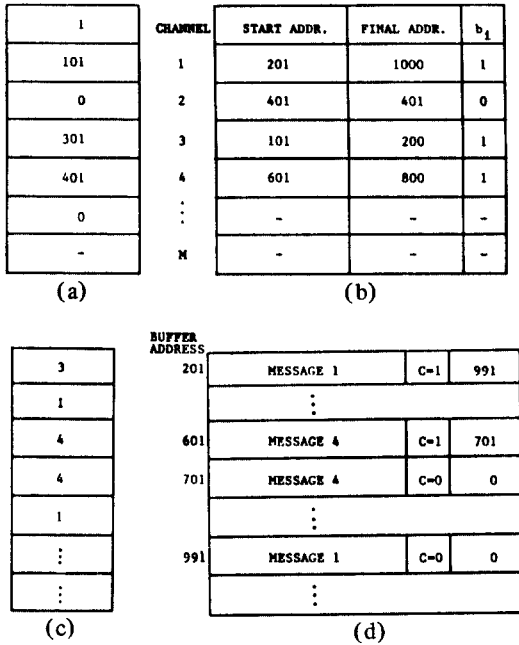 1
101
0
301
401
0
-
(a)
CHANNEL START ADDR. FINAL ADDR. b1
1 201 1000 1
2 401 401 0
3 101 200 1
4 601 800 1
⋮ - - -
M - - -
(b)
3
1
4
4
1
⋮
⋮
(c)
BUFFER
ADDRESS
201 MESSAGE 1 C=1 991
⋮
601 MESSAGE 4 C=1 701
701 MESSAGE 4 C=0 0
⋮
991 MESSAGE 1 C=0 0
⋮
(d)